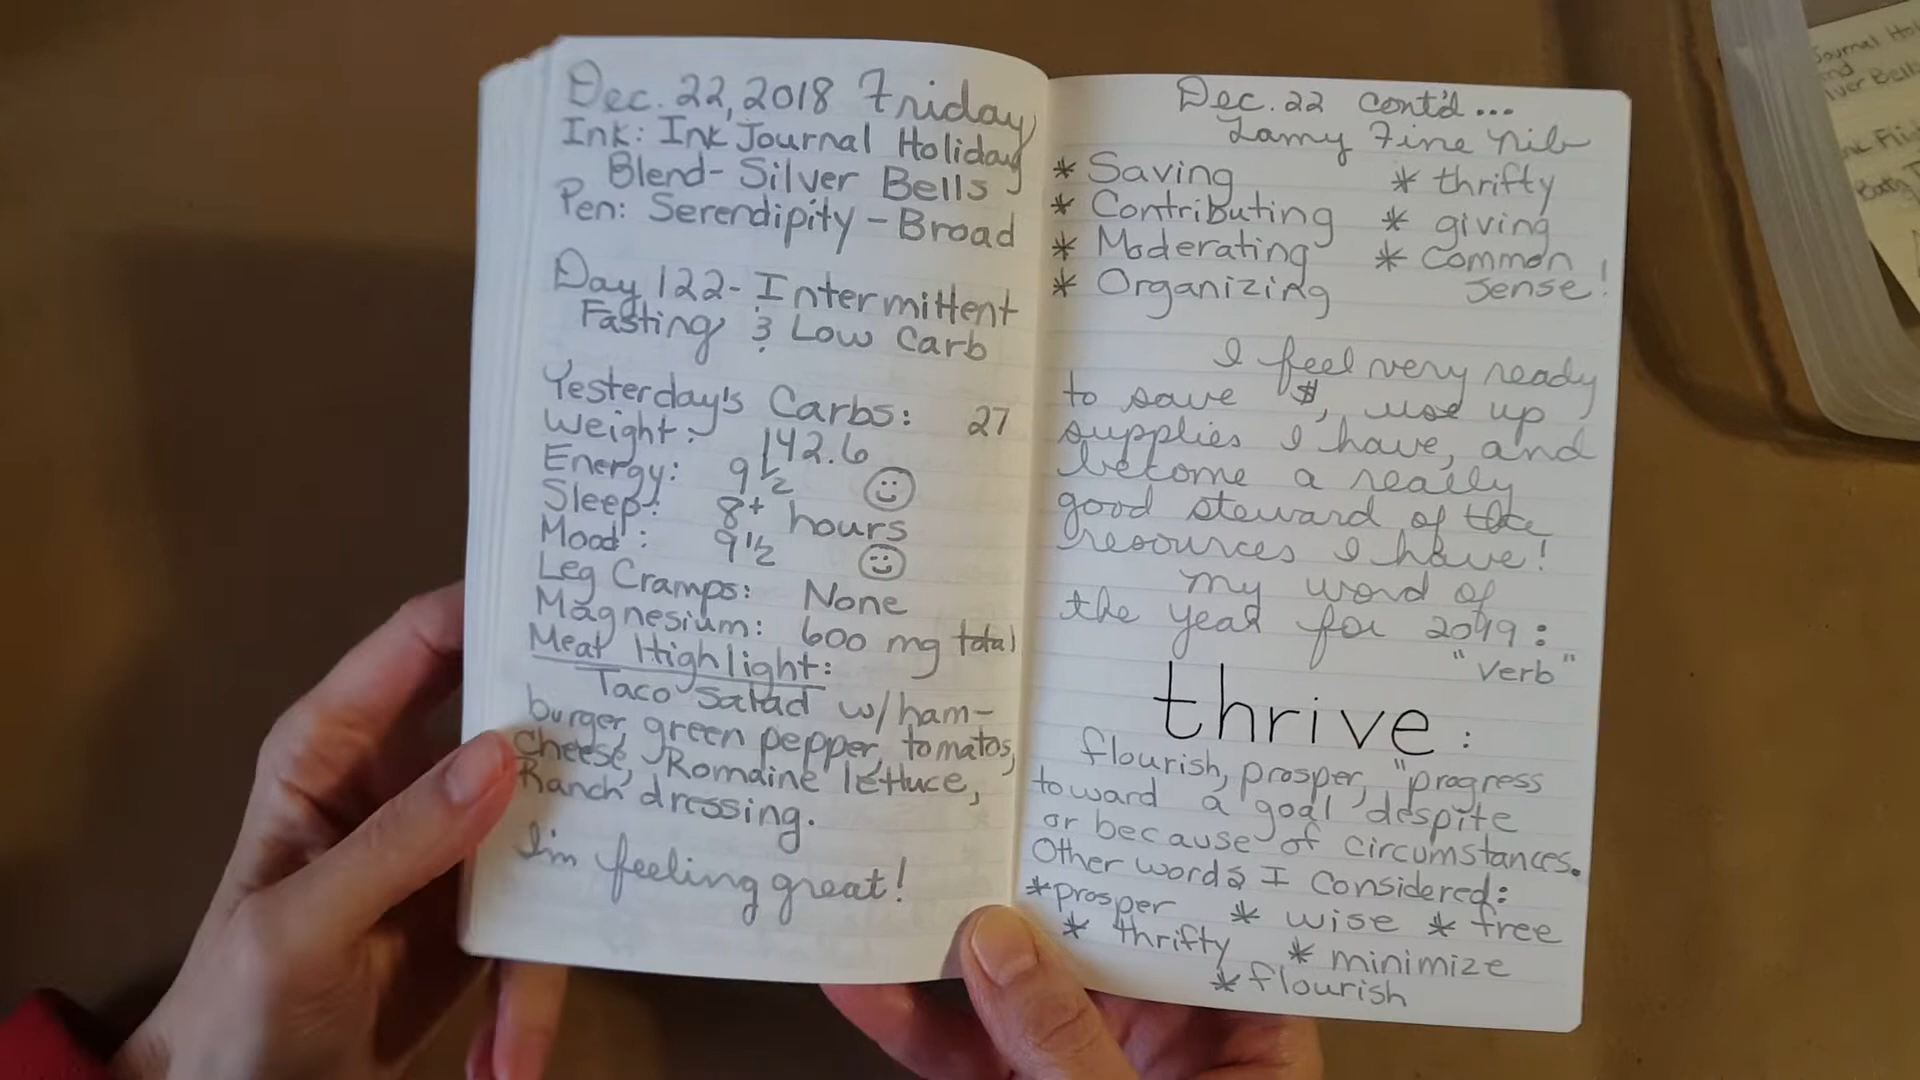 Dec. 22, 2018 Friday
Ink: Ink Journal Holiday
Blend- Silver Bells
Pen: Serendipity - Broad
Day 122- Intermittent
Fasting & Low Carb
Yesterday's Carbs: 27
Weight: 142.6
Energy: 9 1/2 ☺
Sleep: 8+ hours
Mood: 9 1/2 ☺
Leg Cramps: None
Magnesium: 600 mg total
Meat Highlight:
Taco Salad w/ham-
burger, green pepper, tomatos,
Cheese, Romaine lettuce,
Ranch dressing.
I'm feeling great!
Dec. 22 cont'd...
Lamy Fine Nib
* Saving * thrifty
* Contributing * giving
* Moderating * Common
* Organizing Sense!
I feel very ready
to save $, use up
supplies I have, and
become a really
good steward of the
resources I have!
My word of
the year for 2019:
"verb"
thrive:
flourish, prosper, "progress
toward a goal despite
or because of circumstances.
Other words I considered:
*prosper * wise * free
* thrifty * minimize
* flourish
Journal